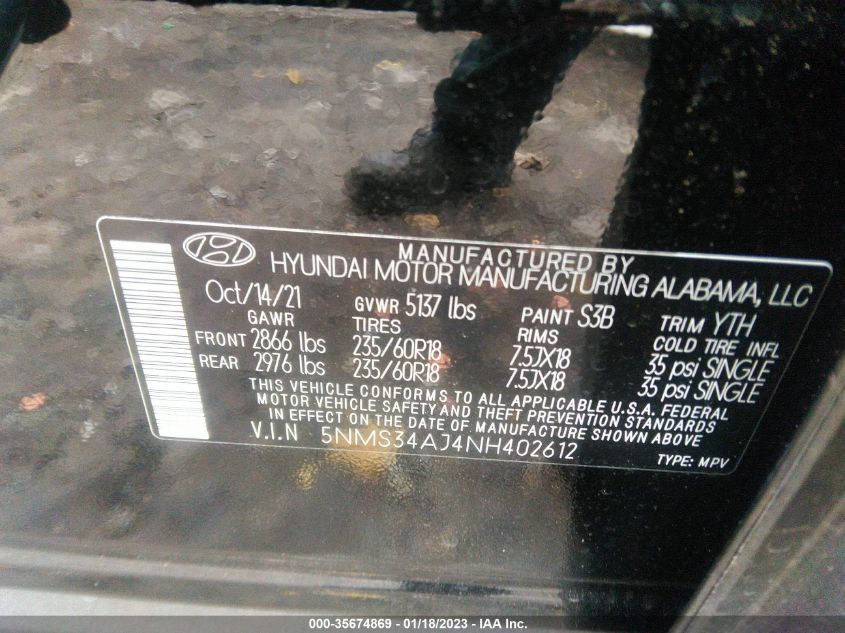 MANUFACTURED BY
HYUNDAI MOTOR MANUFACTURING ALABAMA, LLC
Oct/14/21 GVWR 5137 lbs PAINT S3B TRIM YTH
GAWR TIRES RIMS COLD TIRE INFL
FRONT 2866 lbs 235/60R18 7.5JX18 35 psi SINGLE
REAR 2976 lbs 235/60R18 7.5JX18 35 psi SINGLE
THIS VEHICLE CONFORMS TO ALL APPLICABLE U.S.A. FEDERAL
MOTOR VEHICLE SAFETY AND THEFT PREVENTION STANDARDS
IN EFFECT ON THE DATE OF MANUFACTURE SHOWN ABOVE
V.I.N 5NMS34AJ4NH402612 TYPE: MPV
000-35674869 | 01/18/2023 - IAA Inc.